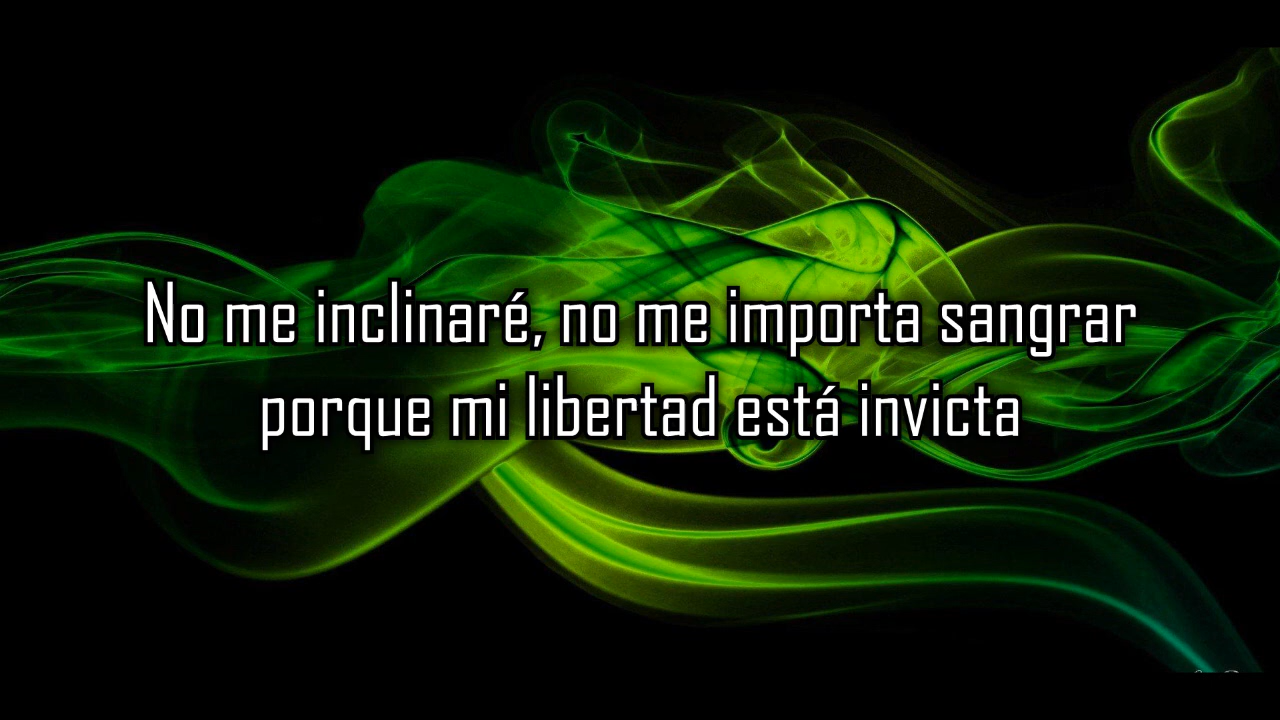 No me inclinaré, no me importa sangrar
porque mi libertad está invicta